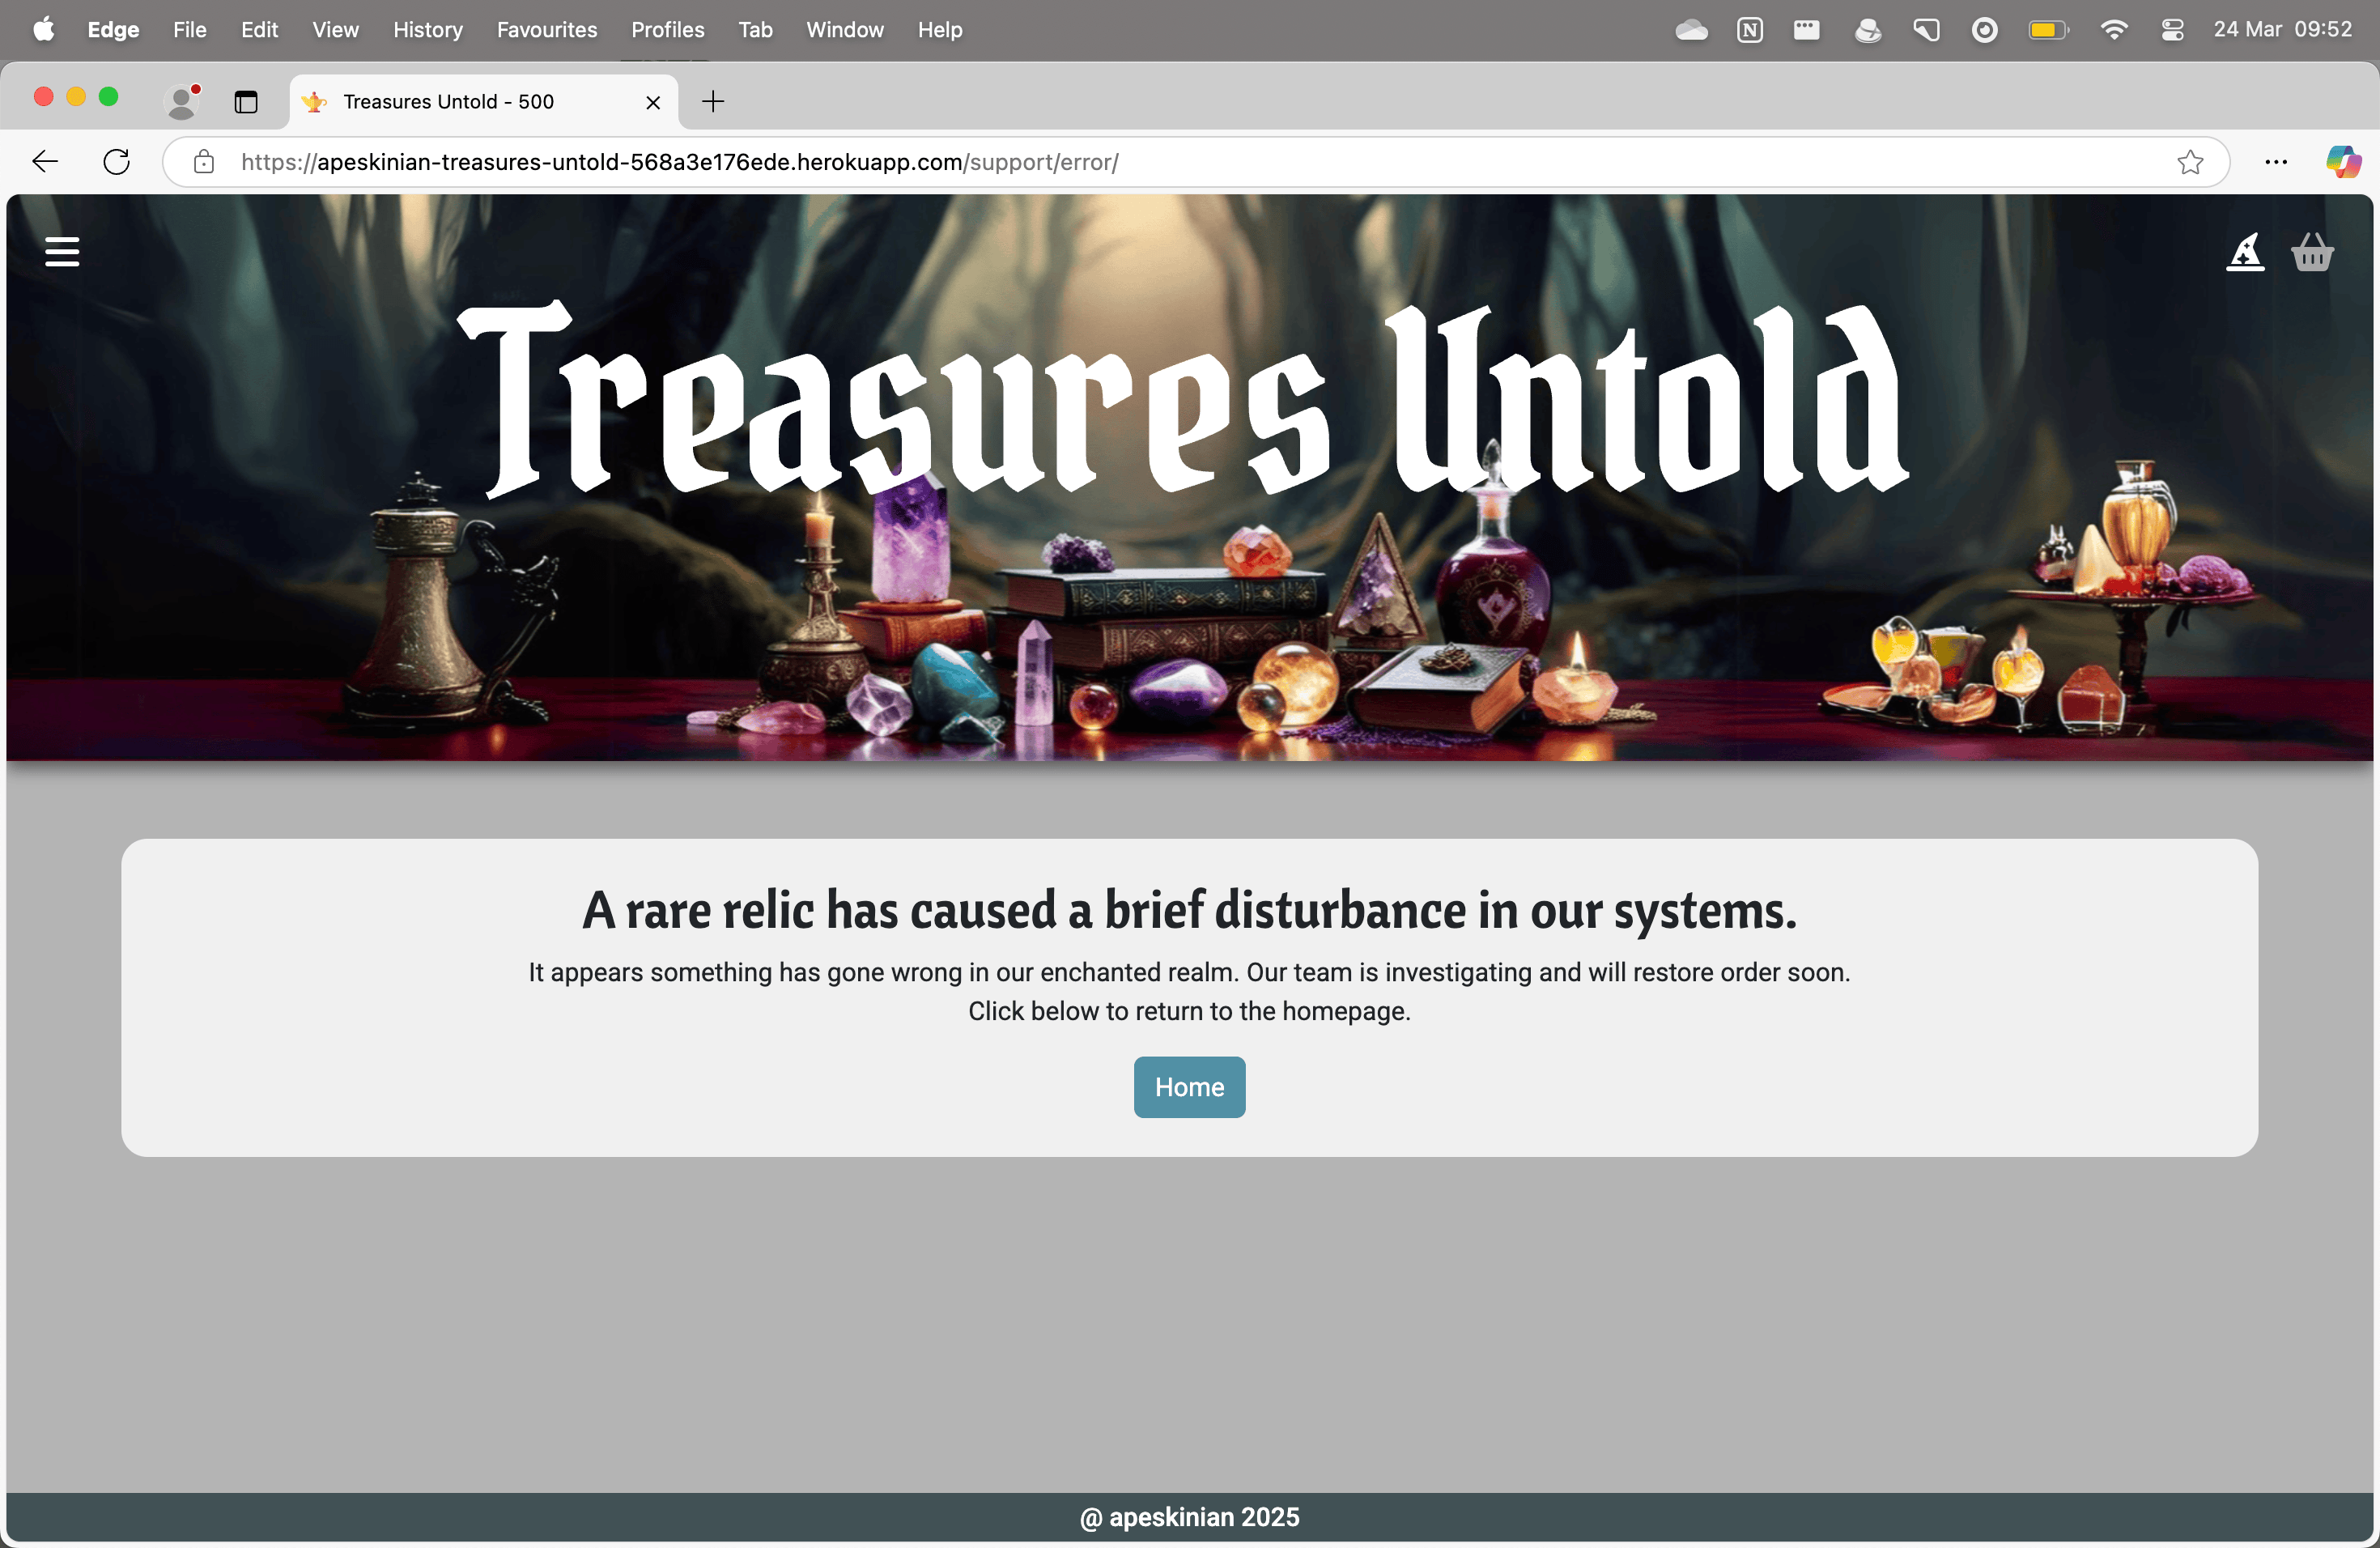 Edge File Edit View History Favourites Profiles Tab Window Help 24 Mar 09:52
Treasures Untold - 500
https://apeskinian-treasures-untold-568a3e176ede.herokuapp.com/support/error/
Treasures Untold
A rare relic has caused a brief disturbance in our systems.
It appears something has gone wrong in our enchanted realm. Our team is investigating and will restore order soon.
Click below to return to the homepage.
Home
@ apeskinian 2025